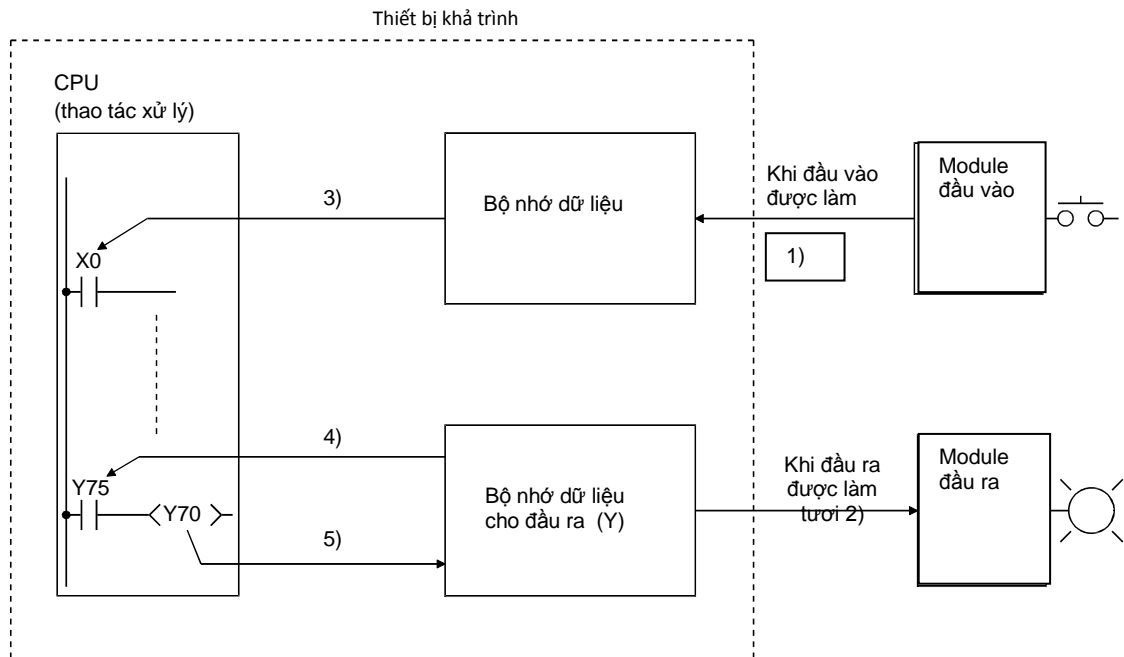 Thiết bị khả trình
CPU
(thao tác xử lý)
3)
Bộ nhớ dữ liệu
Khi đầu vào
được làm
1)
Module
đầu vào
X0
4)
Y75
Y70
5)
Bộ nhớ dữ liệu
cho đầu ra (Y)
Khi đầu ra
được làm
tươi 2)
Module
đầu ra